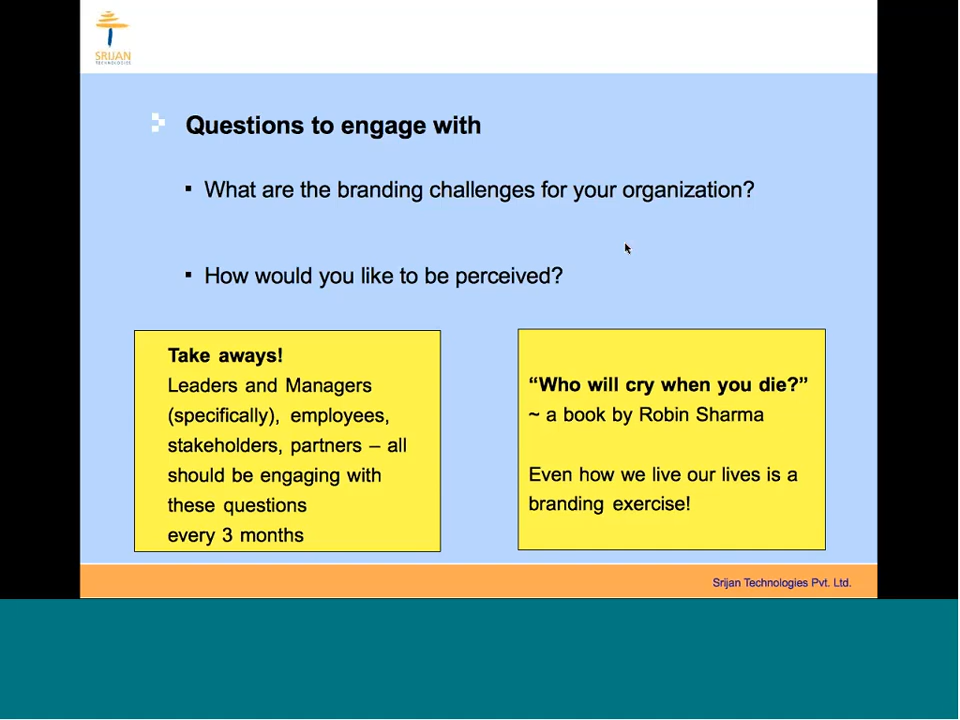 SRIJAN
TECHNOLOGIES
Questions to engage with
▪ What are the branding challenges for your organization?
▪ How would you like to be perceived?
Take aways!
Leaders and Managers
(specifically), employees,
stakeholders, partners – all
should be engaging with
these questions
every 3 months
“Who will cry when you die?”
~ a book by Robin Sharma
Even how we live our lives is a
branding exercise!
Srijan Technologies Pvt. Ltd.